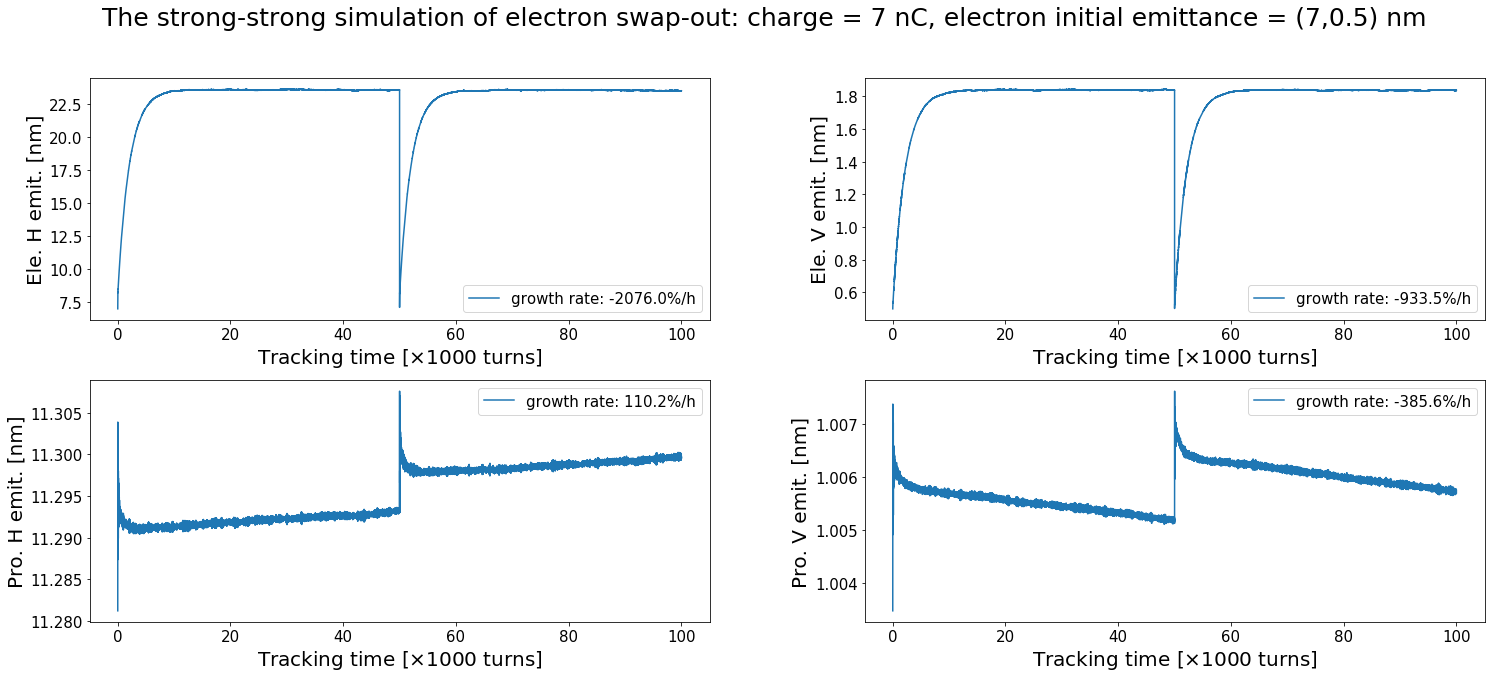 The strong-strong simulation of electron swap-out: charge = 7 nC, electron initial emittance = (7,0.5) nm
Ele. H emit. [nm]
22.5
20.0
17.5
15.0
12.5
10.0
7.5
growth rate: -2076.0%/h
0 20 40 60 80 100
Tracking time [×1000 turns]
Ele. V emit. [nm]
1.8
1.6
1.4
1.2
1.0
0.8
0.6
growth rate: -933.5%/h
0 20 40 60 80 100
Tracking time [×1000 turns]
Pro. H emit. [nm]
11.305
11.300
11.295
11.290
11.285
11.280
growth rate: 110.2%/h
0 20 40 60 80 100
Tracking time [×1000 turns]
Pro. V emit. [nm]
1.007
1.006
1.005
1.004
growth rate: -385.6%/h
0 20 40 60 80 100
Tracking time [×1000 turns]